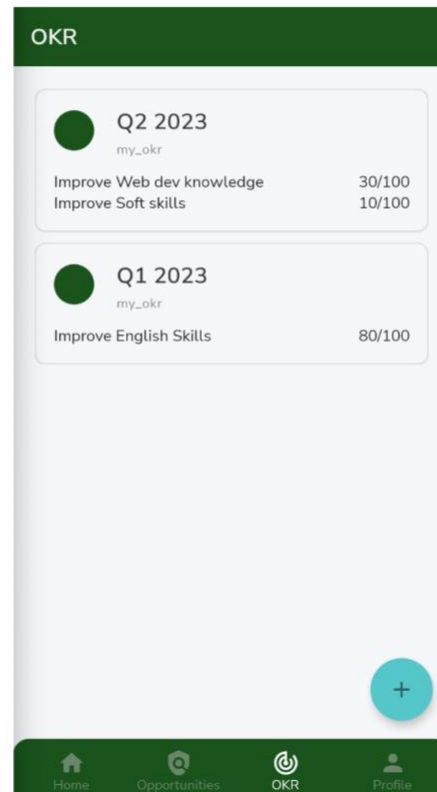 OKR
Q2 2023
my_okr
Improve Web dev knowledge 30/100
Improve Soft skills 10/100
Q1 2023
my_okr
Improve English Skills 80/100
+
Home Opportunities OKR Profile